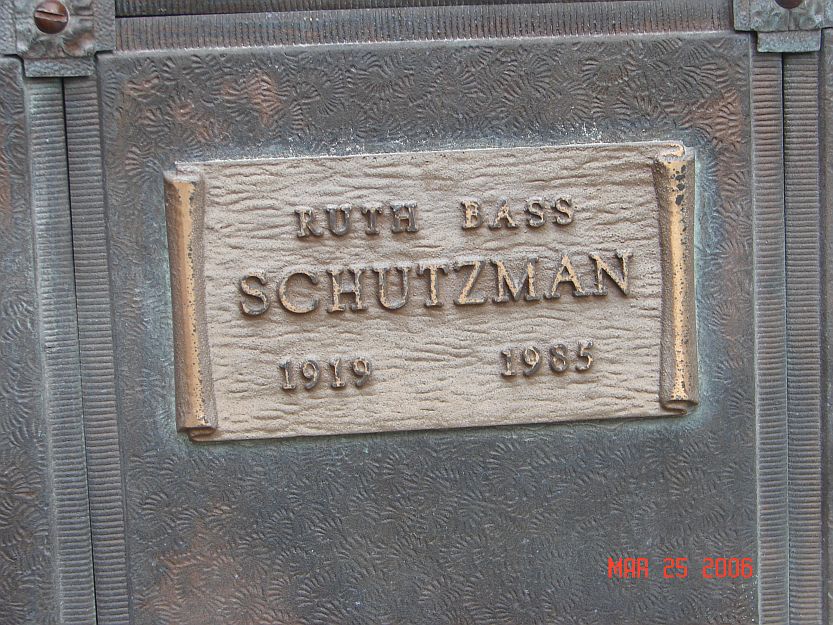 RUTH BASS
SCHUTZMAN
1919 1985
MAR 25 2006